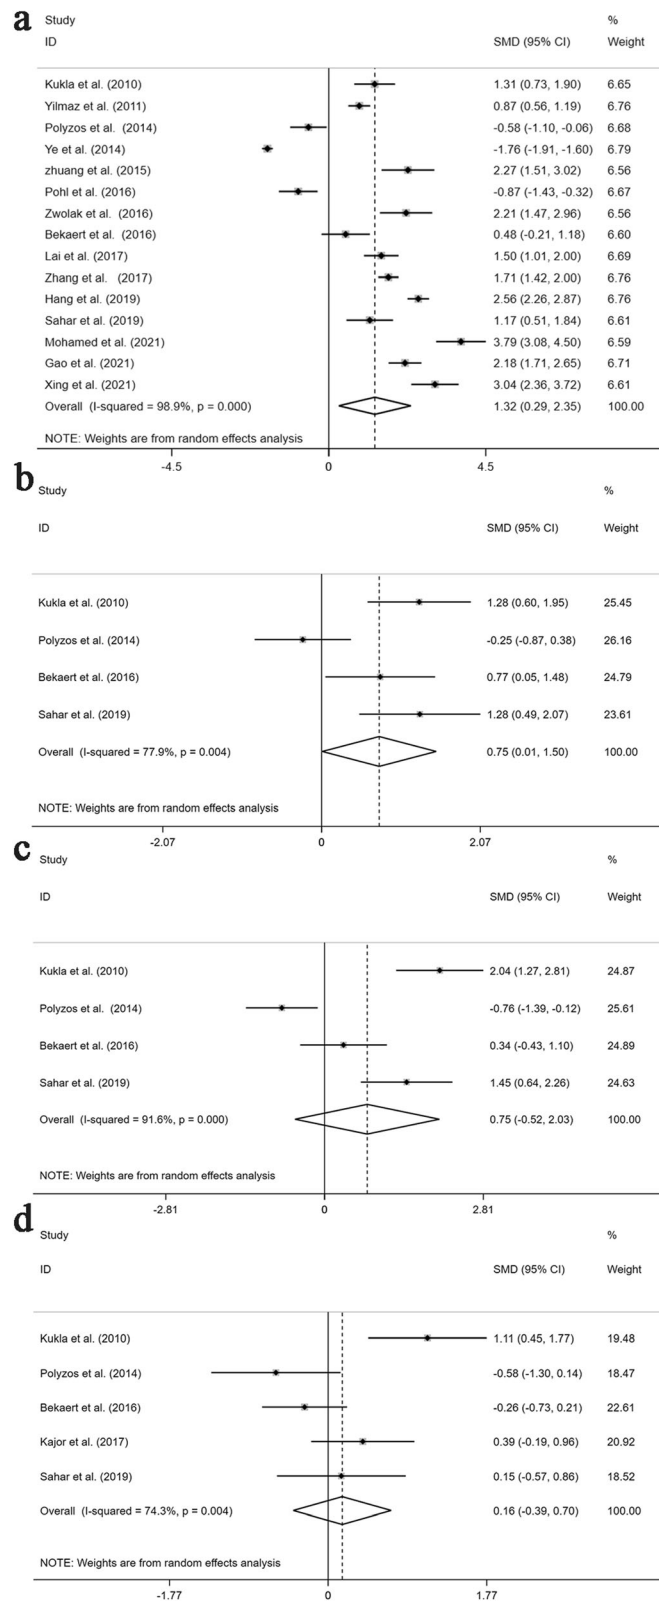 a
Study %
ID SMD (95% CI) Weight
Kukla et al. (2010) 1.31 (0.73, 1.90) 6.65
Yilmaz et al. (2011) 0.87 (0.56, 1.19) 6.76
Polyzos et al. (2014) -0.58 (-1.10, -0.06) 6.68
Ye et al. (2014) -1.76 (-1.91, -1.60) 6.79
zhuang et al. (2015) 2.27 (1.51, 3.02) 6.56
Pohl et al. (2016) -0.87 (-1.43, -0.32) 6.67
Zwolak et al. (2016) 2.21 (1.47, 2.96) 6.56
Bekaert et al. (2016) 0.48 (-0.21, 1.18) 6.60
Lai et al. (2017) 1.50 (1.01, 2.00) 6.69
Zhang et al. (2017) 1.71 (1.42, 2.00) 6.76
Hang et al. (2019) 2.56 (2.26, 2.87) 6.76
Sahar et al. (2019) 1.17 (0.51, 1.84) 6.61
Mohamed et al. (2021) 3.79 (3.08, 4.50) 6.59
Gao et al. (2021) 2.18 (1.71, 2.65) 6.71
Xing et al. (2021) 3.04 (2.36, 3.72) 6.61
Overall (I-squared = 98.9%, p = 0.000) 1.32 (0.29, 2.35) 100.00
NOTE: Weights are from random effects analysis
-4.5 0 4.5
b
Study %
ID SMD (95% CI) Weight
Kukla et al. (2010) 1.28 (0.60, 1.95) 25.45
Polyzos et al. (2014) -0.25 (-0.87, 0.38) 26.16
Bekaert et al. (2016) 0.77 (0.05, 1.48) 24.79
Sahar et al. (2019) 1.28 (0.49, 2.07) 23.61
Overall (I-squared = 77.9%, p = 0.004) 0.75 (0.01, 1.50) 100.00
NOTE: Weights are from random effects analysis
-2.07 0 2.07
c
Study %
ID SMD (95% CI) Weight
Kukla et al. (2010) 2.04 (1.27, 2.81) 24.87
Polyzos et al. (2014) -0.76 (-1.39, -0.12) 25.61
Bekaert et al. (2016) 0.34 (-0.43, 1.10) 24.89
Sahar et al. (2019) 1.45 (0.64, 2.26) 24.63
Overall (I-squared = 91.6%, p = 0.000) 0.75 (-0.52, 2.03) 100.00
NOTE: Weights are from random effects analysis
-2.81 0 2.81
d
Study %
ID SMD (95% CI) Weight
Kukla et al. (2010) 1.11 (0.45, 1.77) 19.48
Polyzos et al. (2014) -0.58 (-1.30, 0.14) 18.47
Bekaert et al. (2016) -0.26 (-0.73, 0.21) 22.61
Kajor et al. (2017) 0.39 (-0.19, 0.96) 20.92
Sahar et al. (2019) 0.15 (-0.57, 0.86) 18.52
Overall (I-squared = 74.3%, p = 0.004) 0.16 (-0.39, 0.70) 100.00
NOTE: Weights are from random effects analysis
-1.77 0 1.77